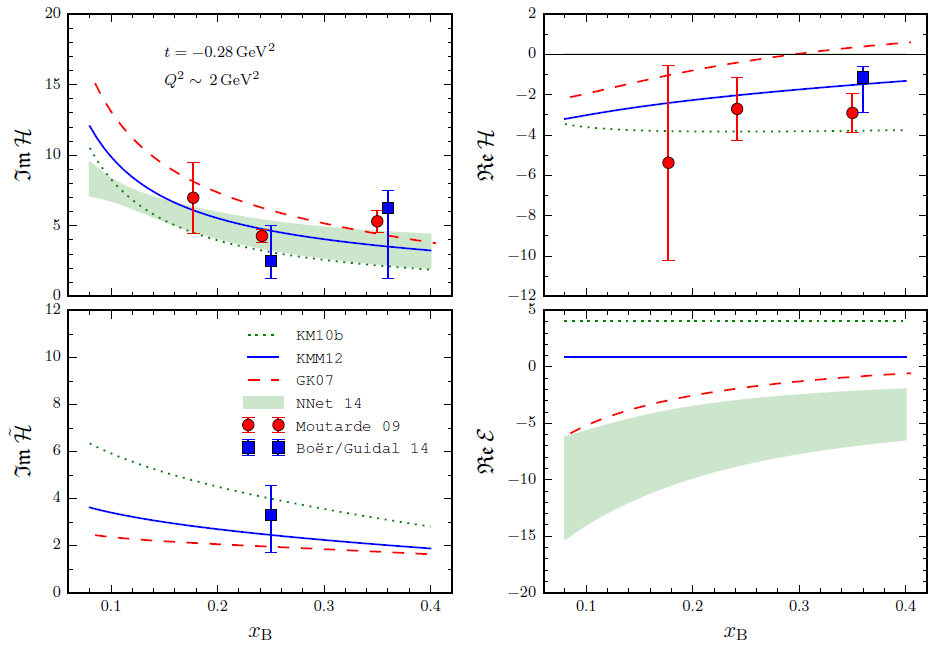 20
15
10
5
0
ℑm ℋ
t = −0.28 GeV²
Q² ∼ 2 GeV²
2
0
−2
−4
−6
−8
−10
−12
ℜe ℋ
12
10
8
6
4
2
0
ℑm ℋ̃
KM10b
KMM12
GK07
NNet 14
Moutarde 09
Boër/Guidal 14
0.1 0.2 0.3 0.4
x_B
5
0
−5
−10
−15
−20
ℜe ℰ
0.1 0.2 0.3 0.4
x_B